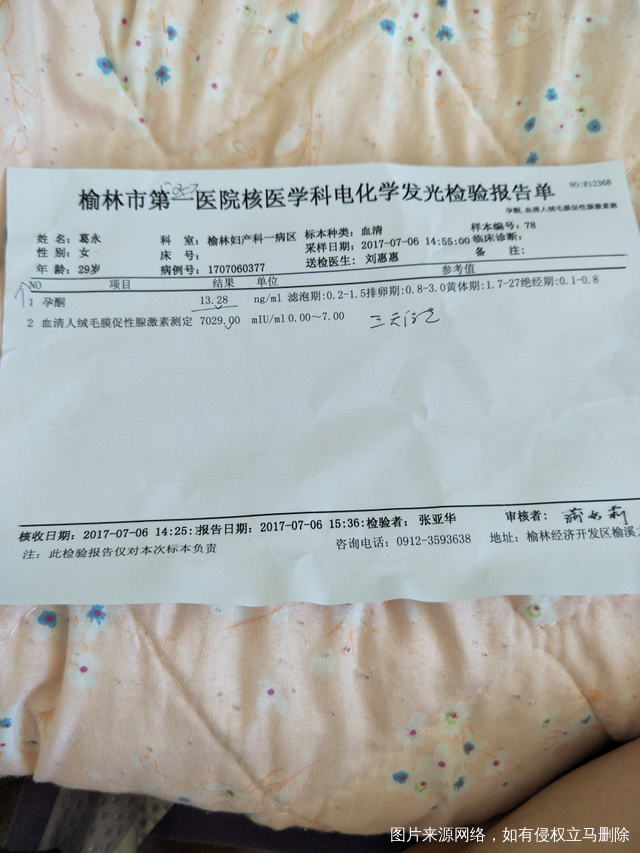 榆林市第一医院核医学科电化学发光检验报告单
NO:812368
孕酮,血清人绒毛膜促性腺激素测
姓 名: 葛永 科 室: 榆林妇产科一病区 标本种类: 血清 样本编号: 78
性 别: 女 床 号: 采样日期: 2017-07-06 14:55:00 临床诊断:
年 龄: 29岁 病例号: 1707060377 送检医生: 刘惠惠 备 注:
NO 项目 结果 单位 参考值
1 孕酮 13.28 ng/ml 滤泡期:0.2-1.5排卵期:0.8-3.0黄体期:1.7-27绝经期:0.1-0.8
2 血清人绒毛膜促性腺激素测定 7029.00 mIU/ml 0.00～7.00
核收日期: 2017-07-06 14:25: 报告日期: 2017-07-06 15:36: 检验者: 张亚华 审核者:
注: 此检验报告仅对本次标本负责 咨询电话: 0912-3593638 地址: 榆林经济开发区榆溪
图片来源网络，如有侵权立马删除